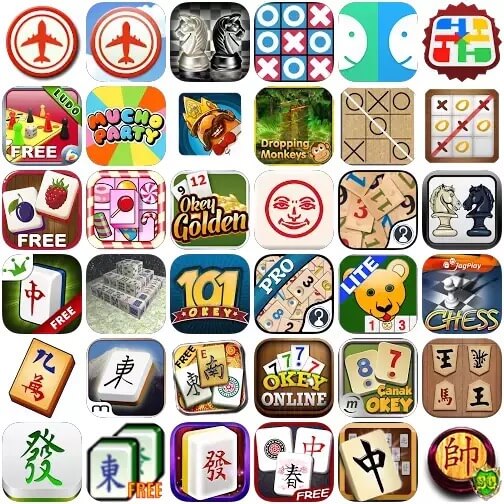 LUDO
FREE
MUCHO
PARTY
Dropping
Monkeys
FREE
9 12
Okey
Golden
中
FREE
101
OKEY
PRO
LITE
1 3
JagPlay
CHESS
九
萬
東
m
FREE
E
南
7 7 7 7
OKEY
ONLINE
8 7
Çanak
m OKEY
王 王
馬 王
發
東
FREE
發
中
春
FREE
中
帥